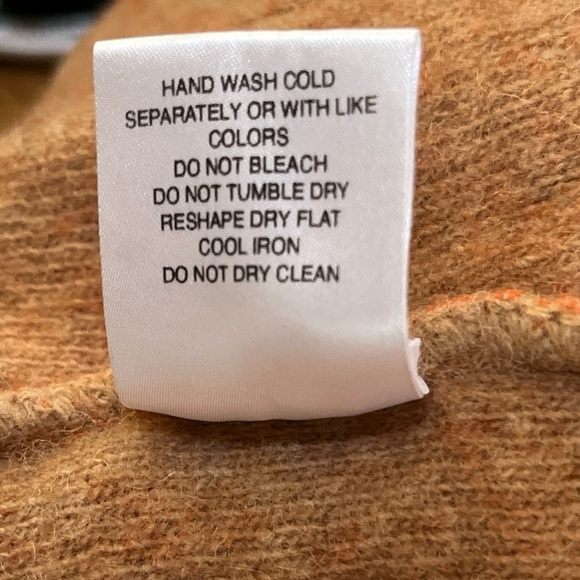 HAND WASH COLD
SEPARATELY OR WITH LIKE
COLORS
DO NOT BLEACH
DO NOT TUMBLE DRY
RESHAPE DRY FLAT
COOL IRON
DO NOT DRY CLEAN